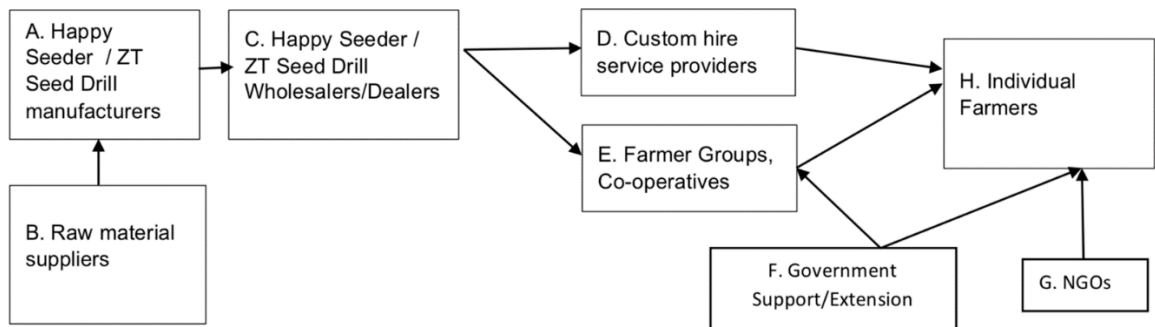 A. Happy
Seeder / ZT
Seed Drill
manufacturers
C. Happy Seeder /
ZT Seed Drill
Wholesalers/Dealers
D. Custom hire
service providers
H. Individual
Farmers
E. Farmer Groups,
Co-operatives
B. Raw material
suppliers
F. Government
Support/Extension
G. NGOs